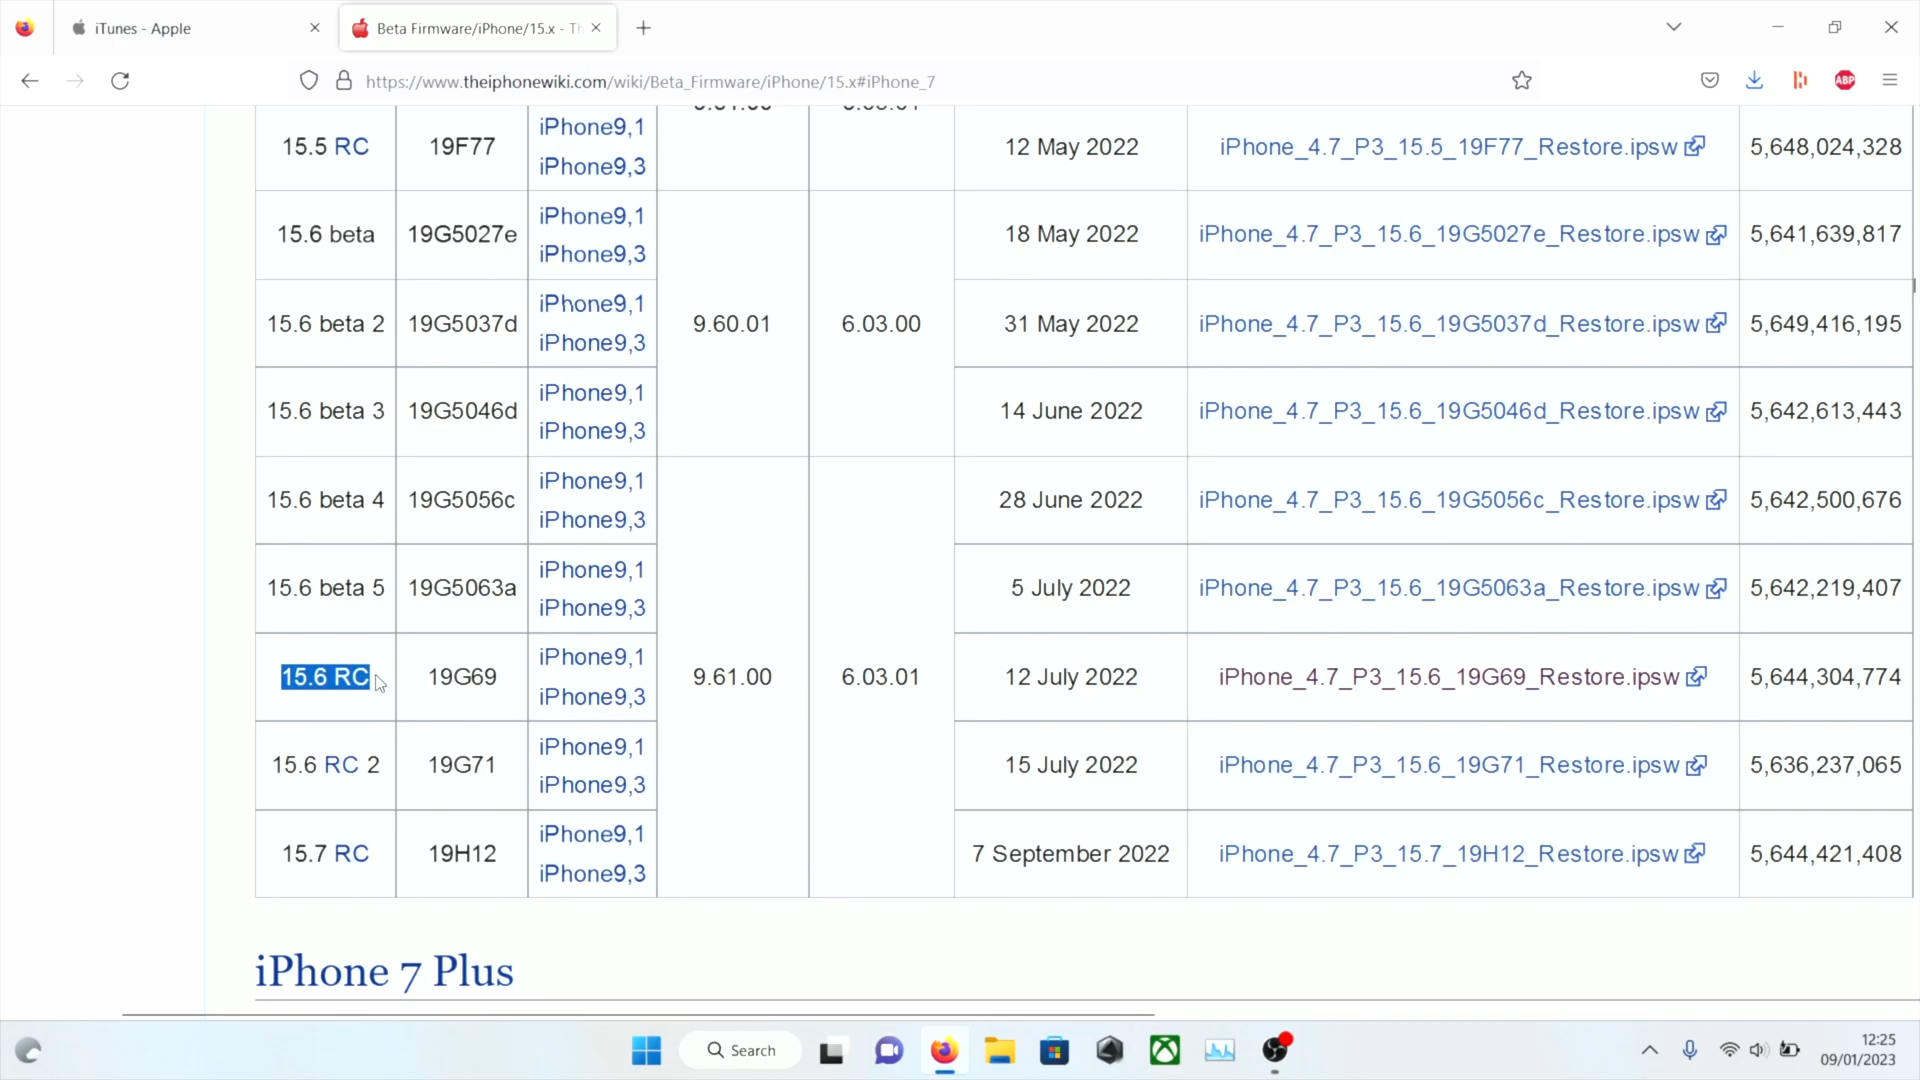 iTunes - Apple
Beta Firmware/iPhone/15.x - Th
https://www.theiphonewiki.com/wiki/Beta_Firmware/iPhone/15.x#iPhone_7
ABP
15.5 RC 19F77 iPhone9,1 iPhone9,3 12 May 2022 iPhone_4.7_P3_15.5_19F77_Restore.ipsw 5,648,024,328
15.6 beta 19G5027e iPhone9,1 iPhone9,3 18 May 2022 iPhone_4.7_P3_15.6_19G5027e_Restore.ipsw 5,641,639,817
15.6 beta 2 19G5037d iPhone9,1 iPhone9,3 9.60.01 6.03.00 31 May 2022 iPhone_4.7_P3_15.6_19G5037d_Restore.ipsw 5,649,416,195
15.6 beta 3 19G5046d iPhone9,1 iPhone9,3 14 June 2022 iPhone_4.7_P3_15.6_19G5046d_Restore.ipsw 5,642,613,443
15.6 beta 4 19G5056c iPhone9,1 iPhone9,3 28 June 2022 iPhone_4.7_P3_15.6_19G5056c_Restore.ipsw 5,642,500,676
15.6 beta 5 19G5063a iPhone9,1 iPhone9,3 5 July 2022 iPhone_4.7_P3_15.6_19G5063a_Restore.ipsw 5,642,219,407
15.6 RC 19G69 iPhone9,1 iPhone9,3 9.61.00 6.03.01 12 July 2022 iPhone_4.7_P3_15.6_19G69_Restore.ipsw 5,644,304,774
15.6 RC 2 19G71 iPhone9,1 iPhone9,3 15 July 2022 iPhone_4.7_P3_15.6_19G71_Restore.ipsw 5,636,237,065
15.7 RC 19H12 iPhone9,1 iPhone9,3 7 September 2022 iPhone_4.7_P3_15.7_19H12_Restore.ipsw 5,644,421,408
iPhone 7 Plus
Search
12:25
09/01/2023